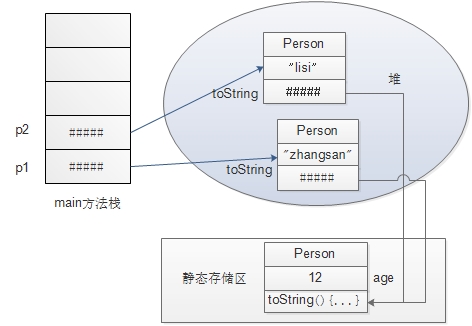 Person
"lisi"
#####
toString
堆
p2
#####
p1
#####
main方法栈
Person
"zhangsan"
#####
toString
静态存储区
Person
12
age
toString() {...}